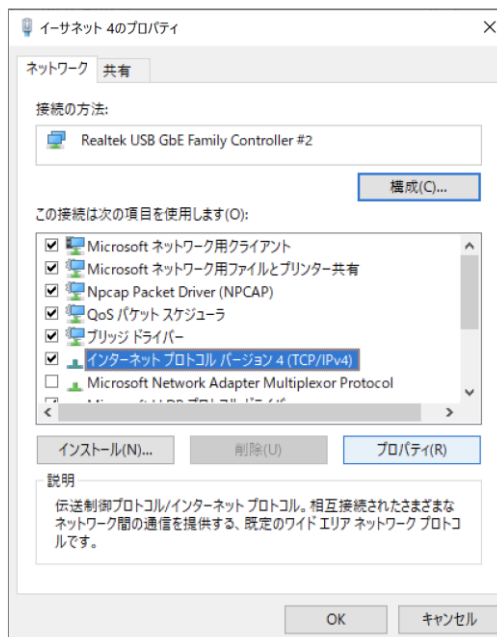 イーサネット 4のプロパティ
ネットワーク 共有
接続の方法:
Realtek USB GbE Family Controller #2
構成(C)...
この接続は次の項目を使用します(O):
Microsoft ネットワーク用クライアント
Microsoft ネットワーク用ファイルとプリンター共有
Npcap Packet Driver (NPCAP)
QoS パケット スケジューラ
ブリッジ ドライバー
インターネット プロトコル バージョン 4 (TCP/IPv4)
Microsoft Network Adapter Multiplexor Protocol
インストール(N)... 削除(U) プロパティ(R)
説明
伝送制御プロトコル/インターネット プロトコル。相互接続されたさまざまな
ネットワーク間の通信を提供する、既定のワイド エリア ネットワーク プロトコ
ルです。
OK キャンセル